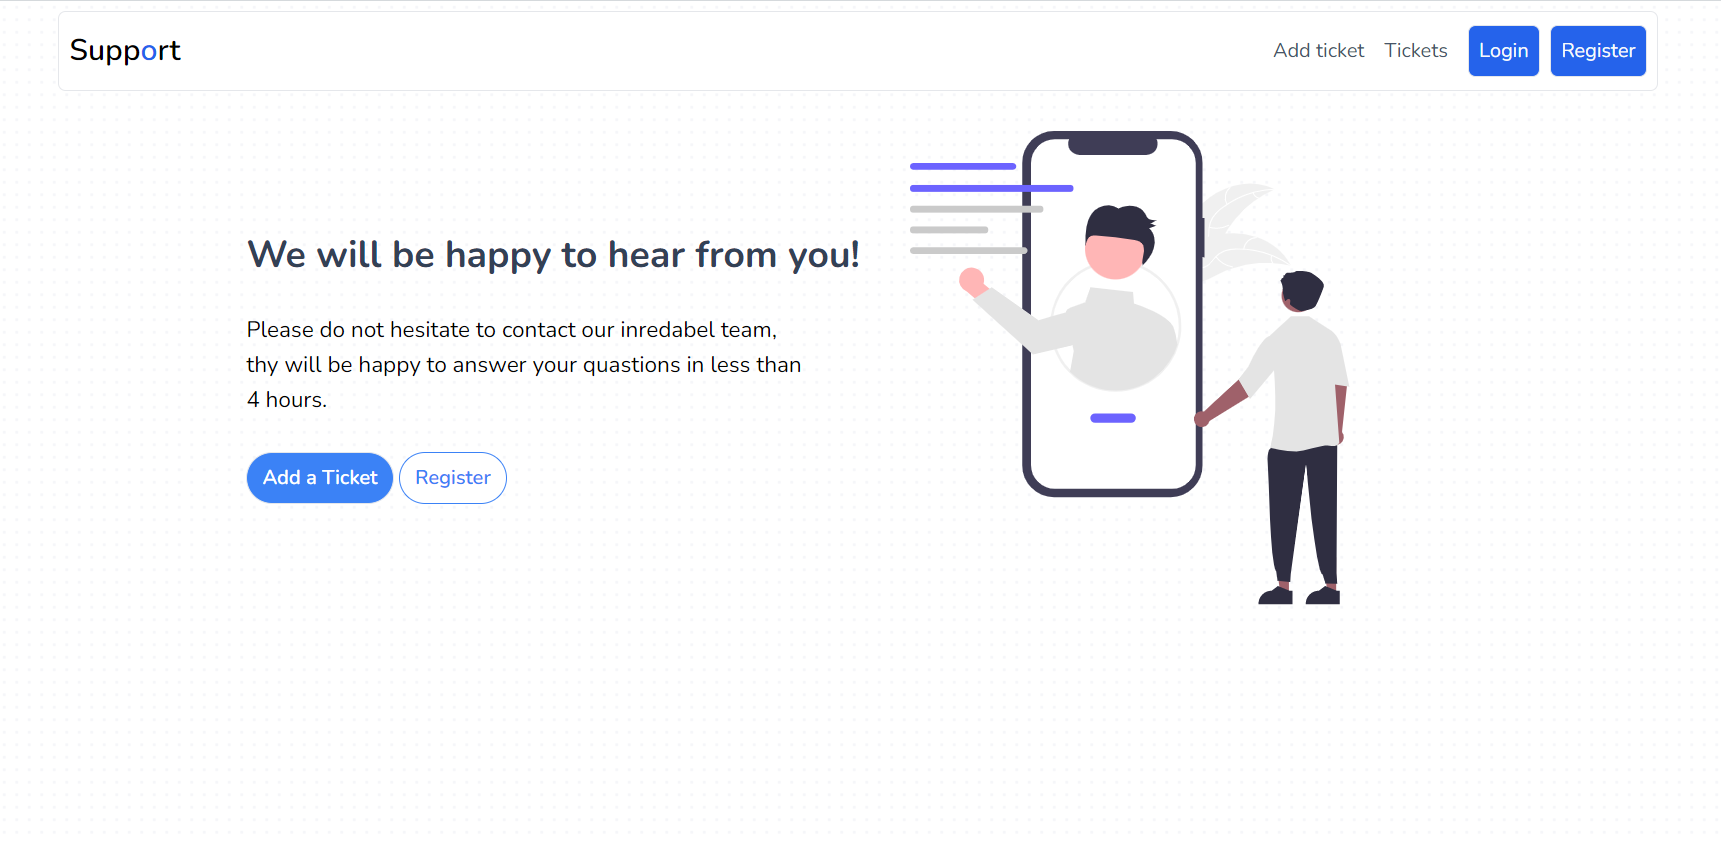 Support
Add ticket
Tickets
Login
Register
We will be happy to hear from you!
Please do not hesitate to contact our inredabel team,
thy will be happy to answer your quastions in less than
4 hours.
Add a Ticket
Register